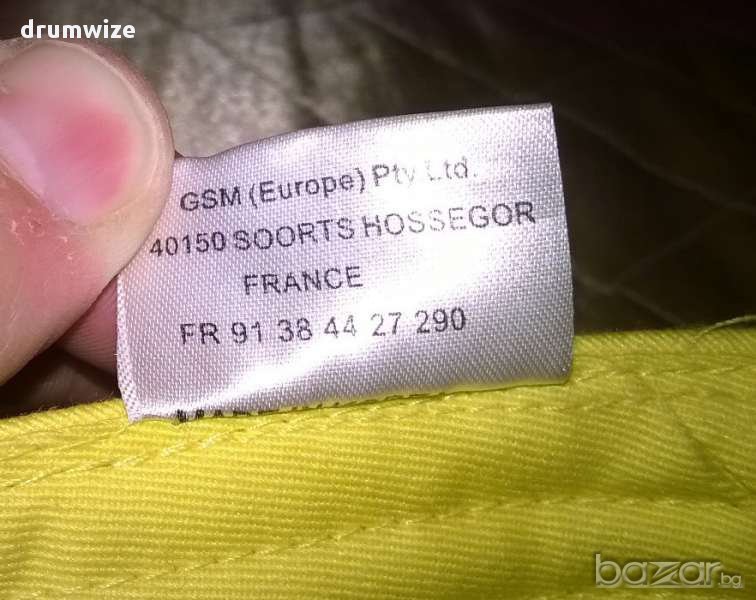 drumwize
GSM (Europe) Pty Ltd.
40150 SOORTS HOSSEGOR
FRANCE
FR 91 38 44 27 290
bazar.bg